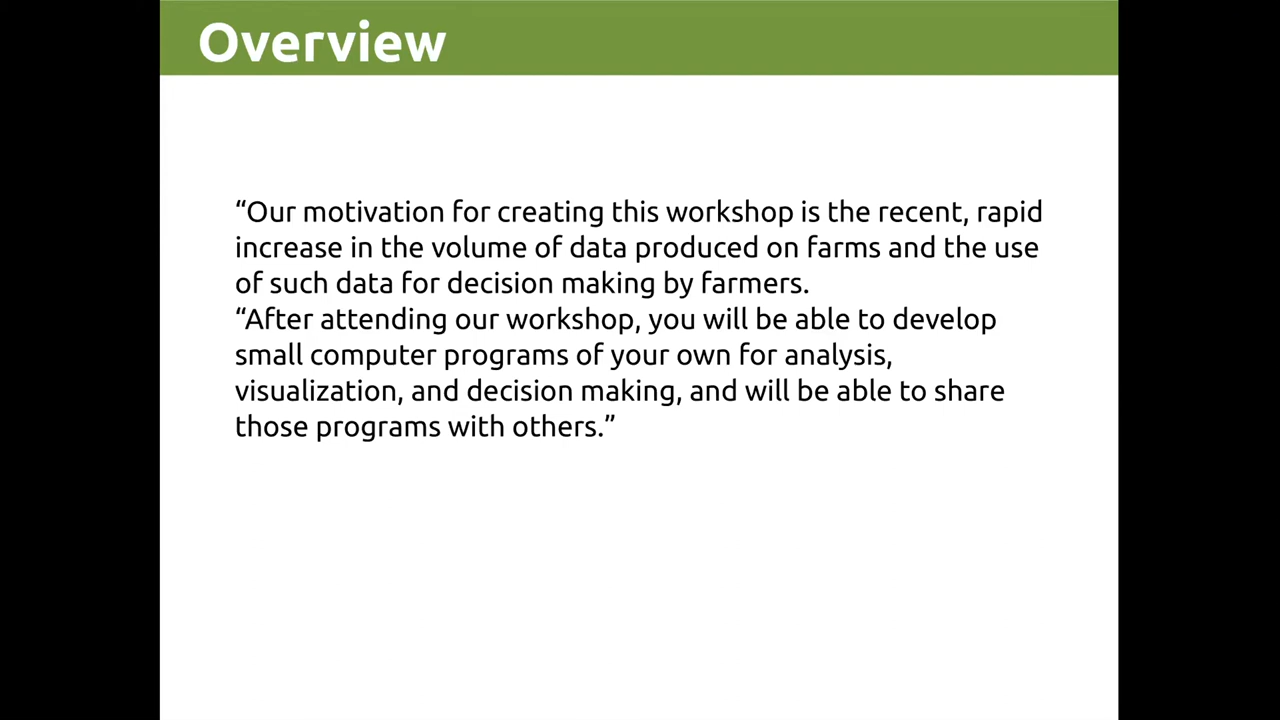 Overview
“Our motivation for creating this workshop is the recent, rapid
increase in the volume of data produced on farms and the use
of such data for decision making by farmers.
“After attending our workshop, you will be able to develop
small computer programs of your own for analysis,
visualization, and decision making, and will be able to share
those programs with others.”